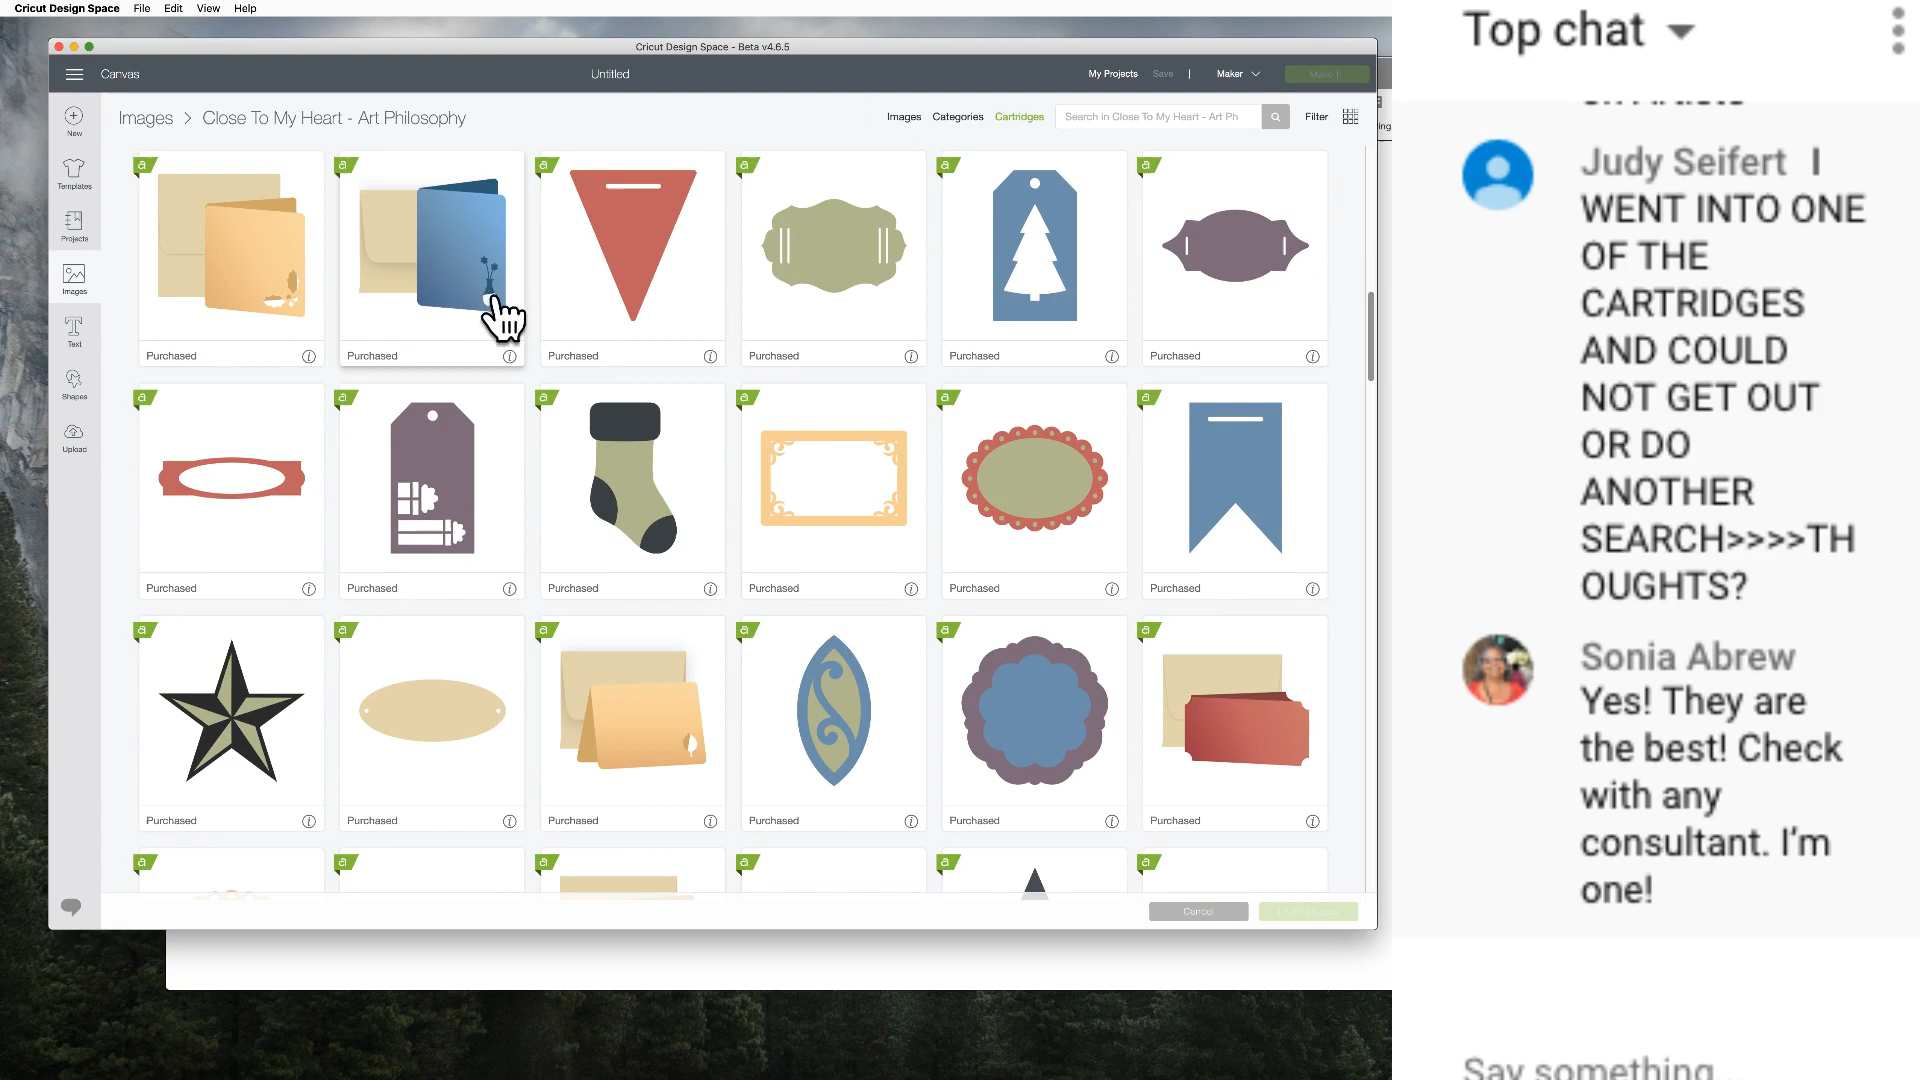 Cricut Design Space File Edit View Help
Cricut Design Space - Beta v4.6.5
Canvas
Untitled
My Projects Save | Maker
Make It
New
Templates
Projects
Images
Text
Shapes
Upload
Images > Close To My Heart - Art Philosophy
Images Categories Cartridges
Search in Close To My Heart - Art Ph
Filter
a a a a a a
Purchased Purchased Purchased Purchased Purchased Purchased
a a a a a a
Purchased Purchased Purchased Purchased Purchased Purchased
a a a a a a
Purchased Purchased Purchased Purchased Purchased Purchased
a a a a a a
Cancel
Insert Images
Top chat
Judy Seifert I
WENT INTO ONE
OF THE
CARTRIDGES
AND COULD
NOT GET OUT
OR DO
ANOTHER
SEARCH>>>>TH
OUGHTS?
Sonia Abrew
Yes! They are
the best! Check
with any
consultant. I'm
one!
Say something...